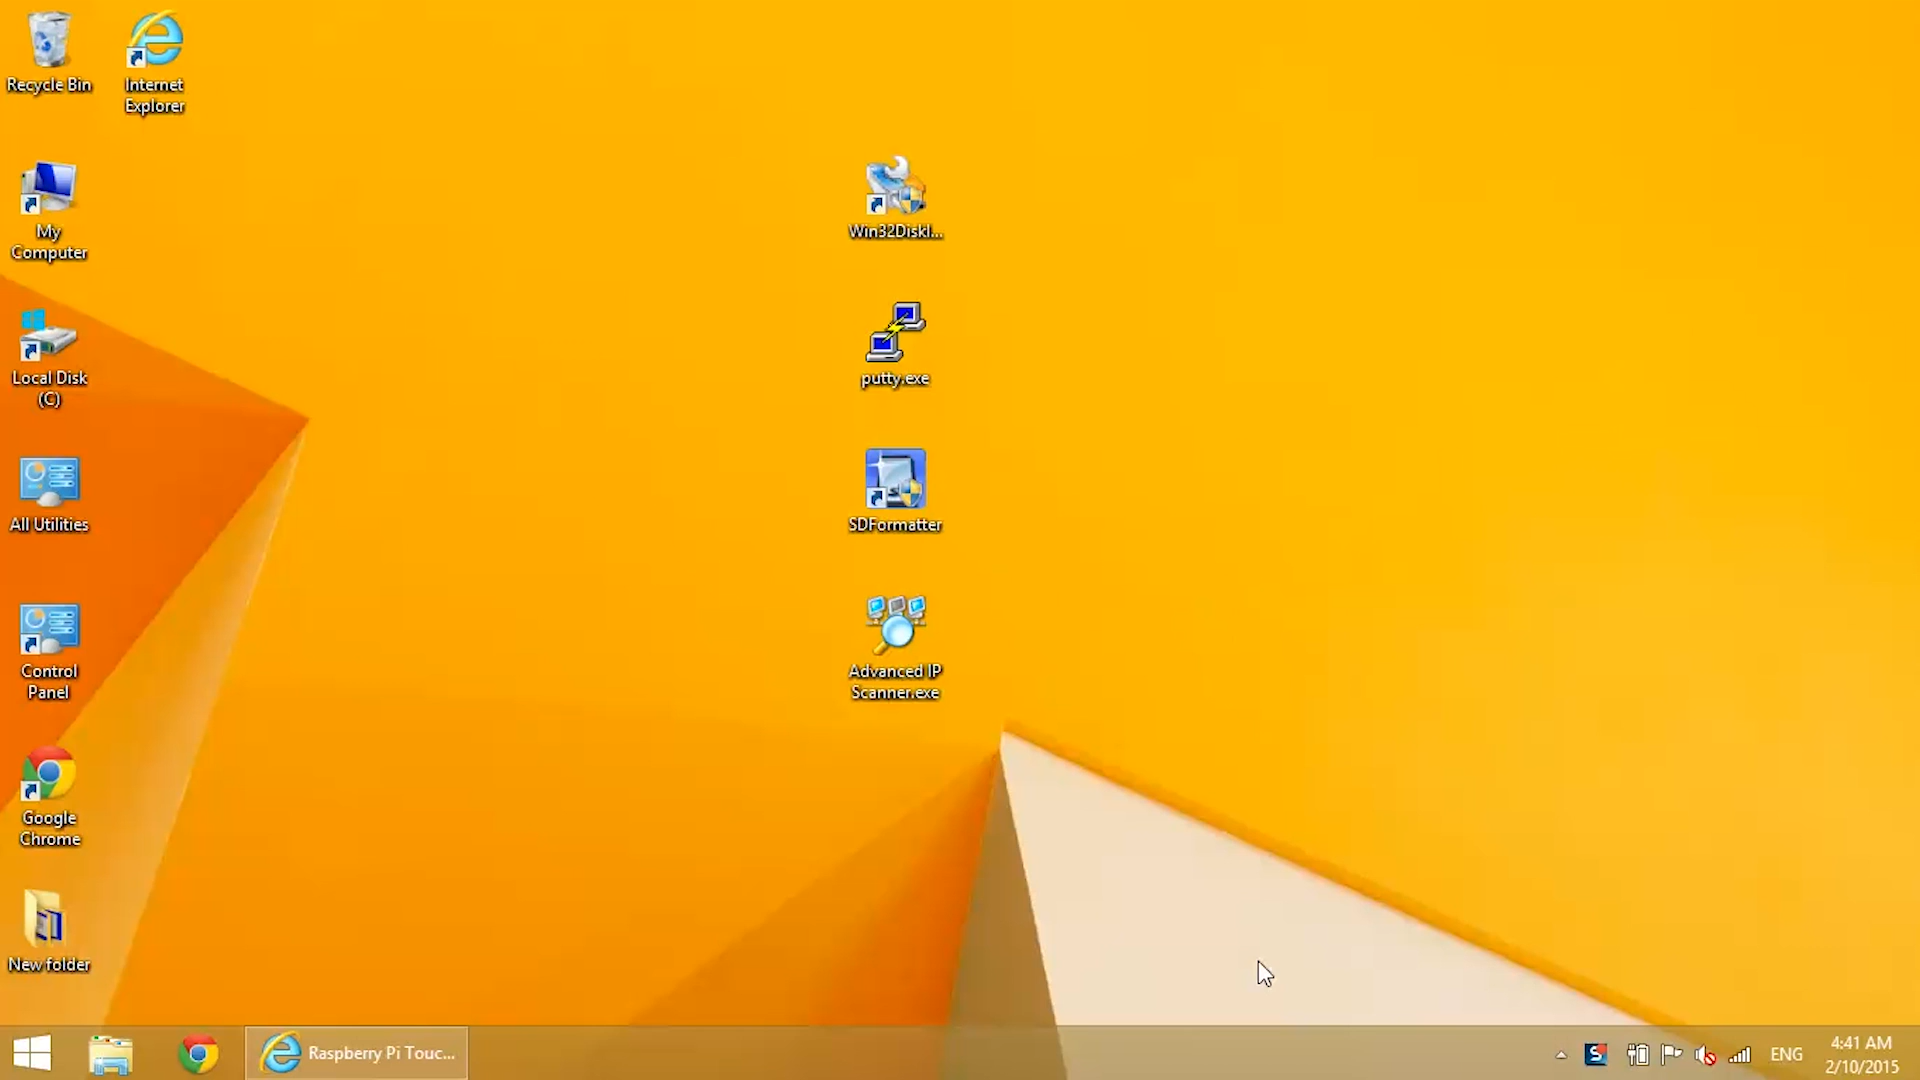 Recycle Bin
Internet
Explorer
My
Computer
Local Disk
(C)
All Utilities
Control
Panel
Google
Chrome
New folder
Win32DiskI...
putty.exe
SDFormatter
Advanced IP
Scanner.exe
Raspberry Pi Touc...
ENG
4:41 AM
2/10/2015